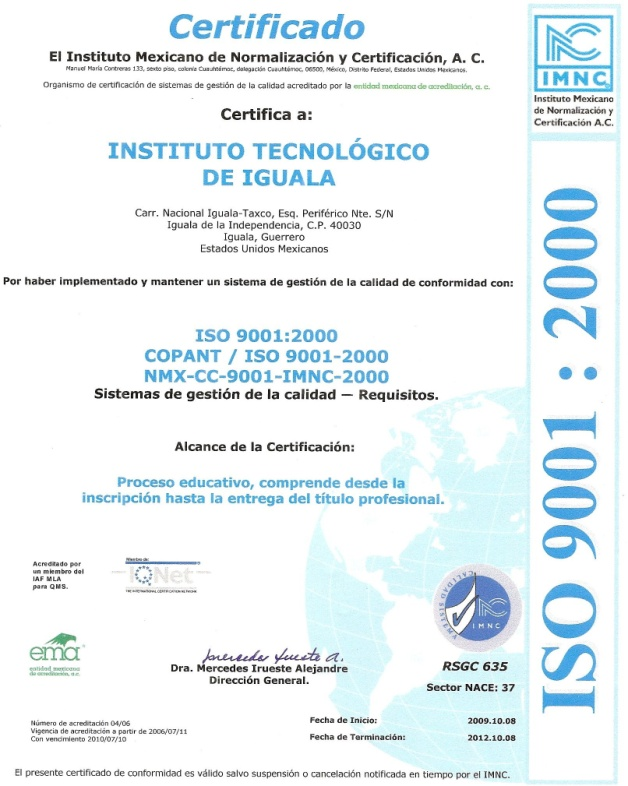 Certificado
El Instituto Mexicano de Normalización y Certificación, A. C.
Manuel María Contreras 133, sexto piso, colonia Cuauhtémoc, delegación Cuauhtémoc, 06500, México, Distrito Federal, Estados Unidos Mexicanos.
Organismo de certificación de sistemas de gestión de la calidad acreditado por la entidad mexicana de acreditación, a. c.
Certifica a:
INSTITUTO TECNOLÓGICO
DE IGUALA
Carr. Nacional Iguala-Taxco, Esq. Periférico Nte. S/N
Iguala de la Independencia, C.P. 40030
Iguala, Guerrero
Estados Unidos Mexicanos
Por haber implementado y mantener un sistema de gestión de la calidad de conformidad con:
ISO 9001:2000
COPANT / ISO 9001-2000
NMX-CC-9001-IMNC-2000
Sistemas de gestión de la calidad — Requisitos.
Alcance de la Certificación:
Proceso educativo, comprende desde la
inscripción hasta la entrega del título profesional.
Acreditado por
un miembro del
IAF MLA
para QMS.
Miembro de:
IQNet
THE INTERNATIONAL CERTIFICATION NETWORK
ema
entidad mexicana
de acreditación, a.c.
Mercedes Irueste A.
Dra. Mercedes Irueste Alejandre
Dirección General.
CALIDAD SISTEMA
IMNC
RSGC 635
Sector NACE: 37
Número de acreditación 04/06
Vigencia de acreditación a partir de 2006/07/11
Con vencimiento 2010/07/10
Fecha de Inicio: 2009.10.08
Fecha de Terminación: 2012.10.08
El presente certificado de conformidad es válido salvo suspensión o cancelación notificada en tiempo por el IMNC.
IMNC
Instituto Mexicano
de Normalización y
Certificación A.C.
ISO 9001 : 2000